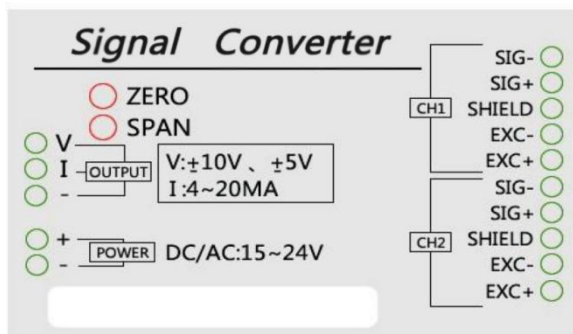 Signal Converter
ZERO
SPAN
V
I
-
OUTPUT
V:±10V 、 ±5V
I:4~20MA
+
-
POWER
DC/AC:15~24V
CH1
SIG-
SIG+
SHIELD
EXC-
EXC+
CH2
SIG-
SIG+
SHIELD
EXC-
EXC+